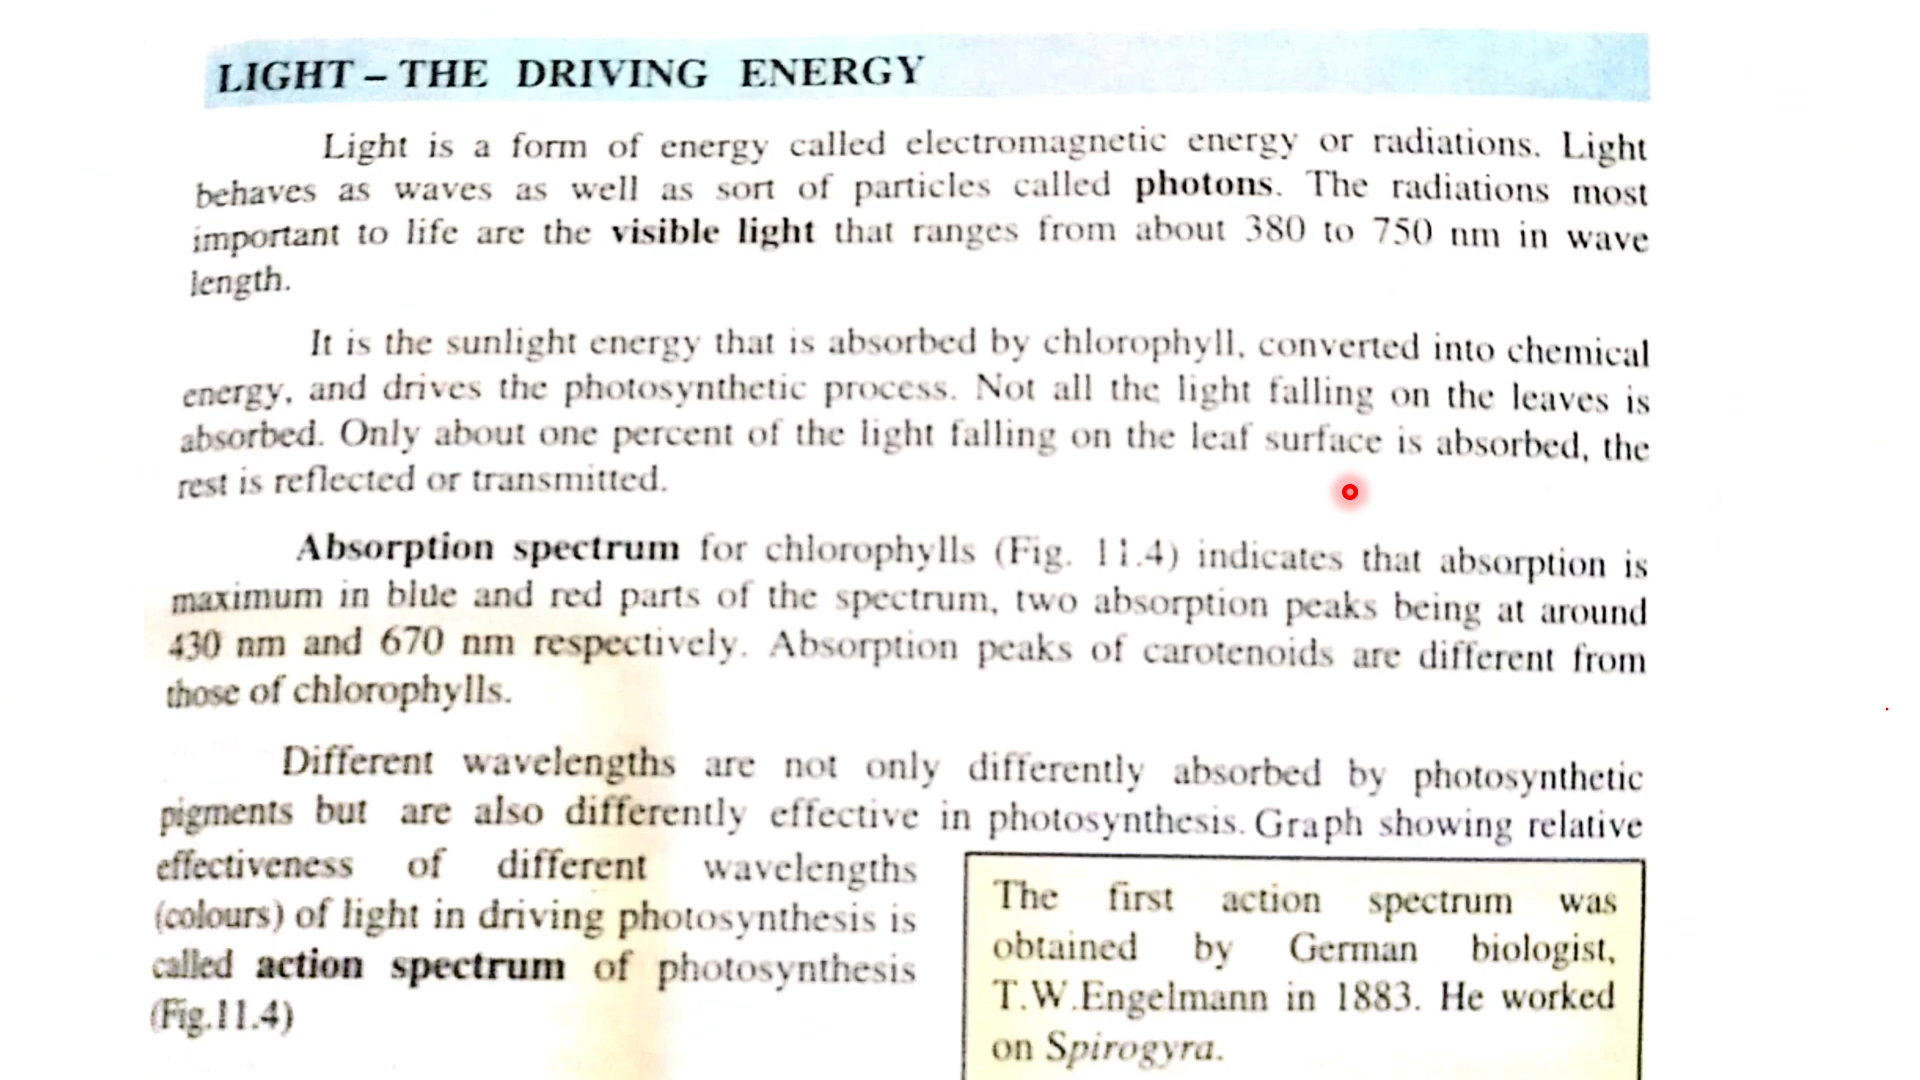 LIGHT – THE DRIVING ENERGY
Light is a form of energy called electromagnetic energy or radiations. Light
behaves as waves as well as sort of particles called photons. The radiations most
important to life are the visible light that ranges from about 380 to 750 nm in wave
length.
It is the sunlight energy that is absorbed by chlorophyll, converted into chemical
energy, and drives the photosynthetic process. Not all the light falling on the leaves is
absorbed. Only about one percent of the light falling on the leaf surface is absorbed, the
rest is reflected or transmitted.
Absorption spectrum for chlorophylls (Fig. 11.4) indicates that absorption is
maximum in blue and red parts of the spectrum, two absorption peaks being at around
430 nm and 670 nm respectively. Absorption peaks of carotenoids are different from
those of chlorophylls.
Different wavelengths are not only differently absorbed by photosynthetic
pigments but are also differently effective in photosynthesis. Graph showing relative
effectiveness of different wavelengths
(colours) of light in driving photosynthesis is
called action spectrum of photosynthesis
(Fig.11.4)
The first action spectrum was
obtained by German biologist,
T.W.Engelmann in 1883. He worked
on Spirogyra.